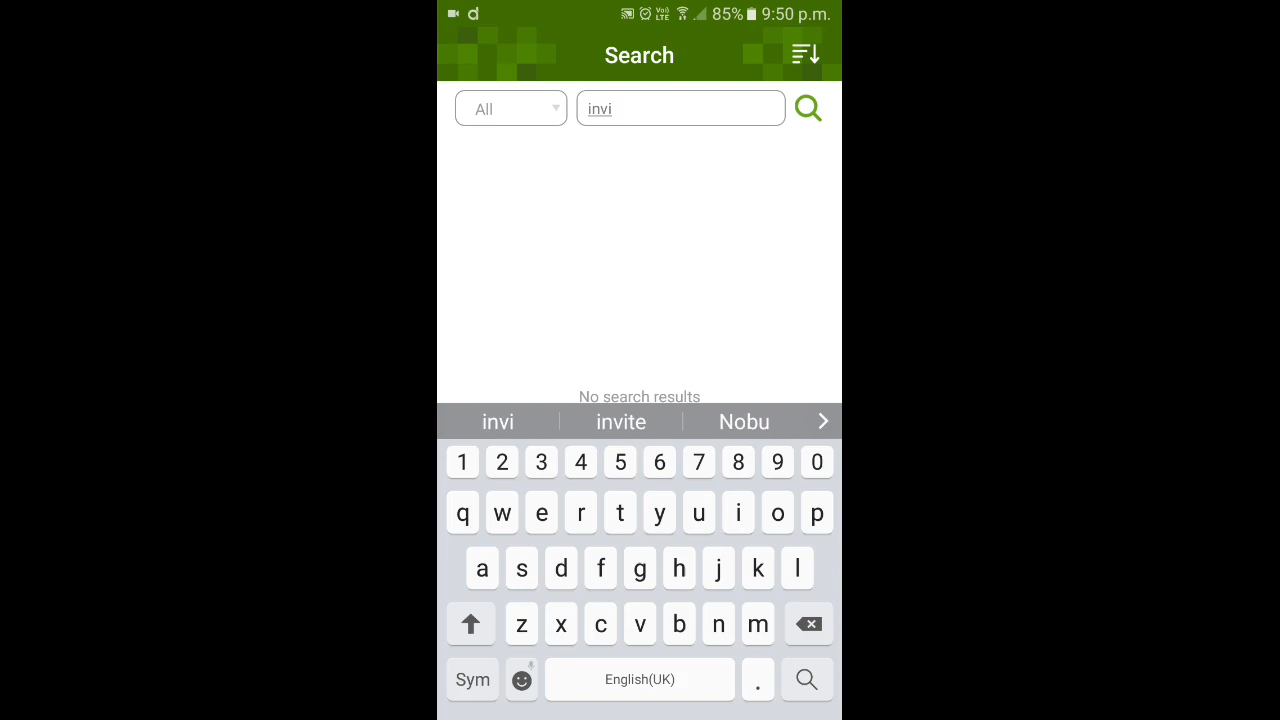 85% 9:50 p.m.
Search
All invi
No search results
invi invite Nobu
1 2 3 4 5 6 7 8 9 0
q w e r t y u i o p
a s d f g h j k l
z x c v b n m
Sym English(UK) .